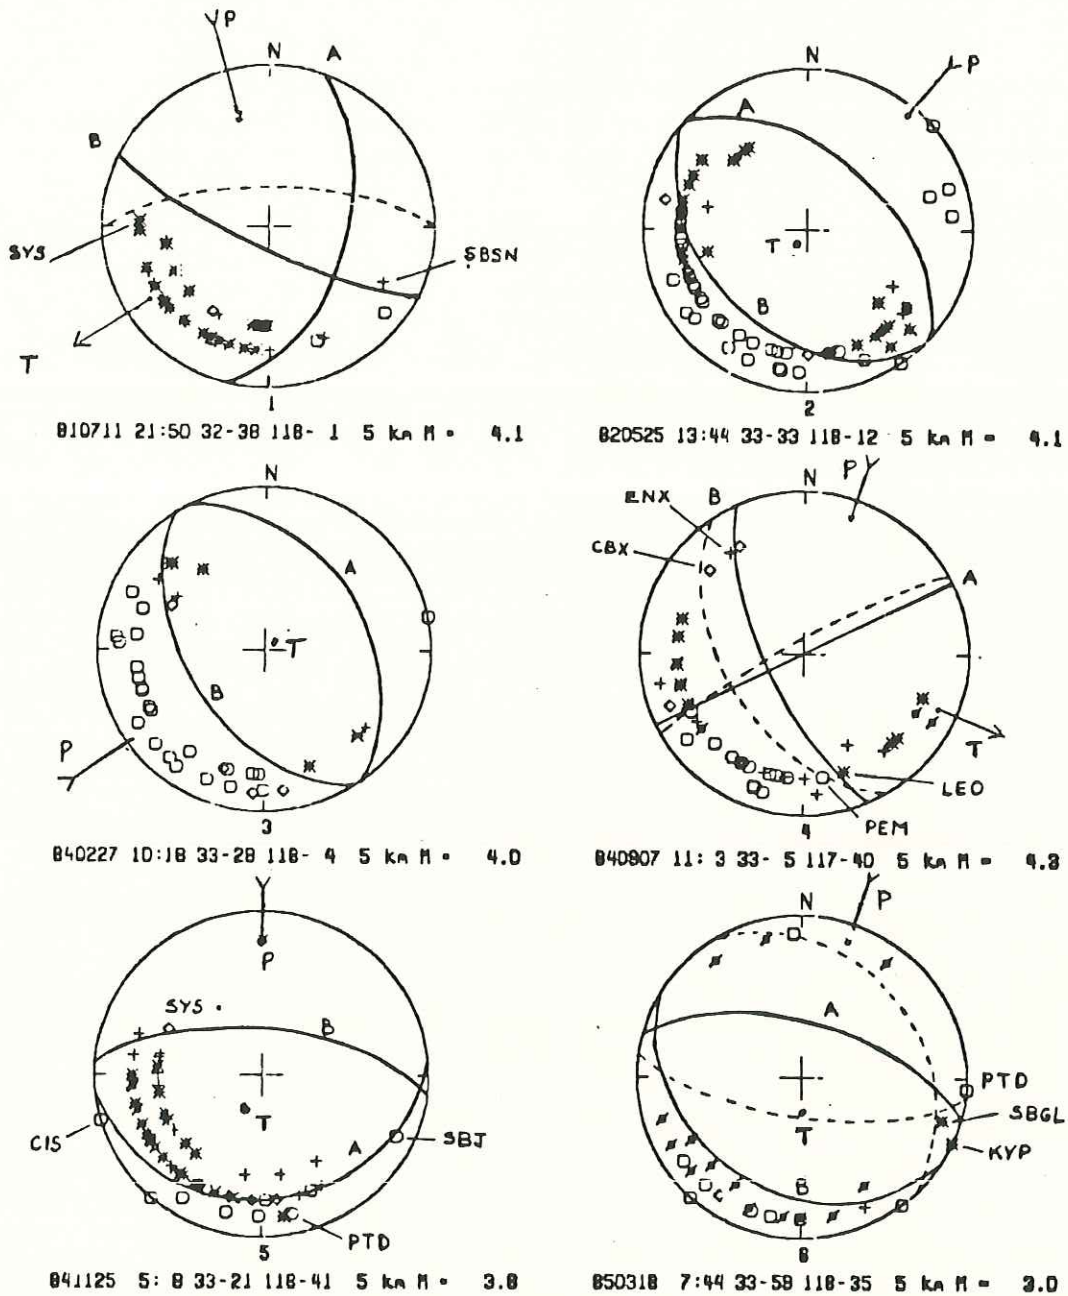 P
N
A
B
SYS
SBSN
T
1
810711 21:50 32-38 118- 1 5 km M = 4.1
N
P
A
T
B
2
820525 13:44 33-33 118-12 5 km M = 4.1
N
A
T
B
P
3
840227 10:18 33-28 118- 4 5 km M = 4.0
P
N
B
ENX
CBX
A
T
LEO
PEM
4
840907 11: 3 33- 5 117-40 5 km M = 4.3
P
SYS
B
T
A
CIS
SBJ
PTD
5
841125 5: 8 33-21 118-41 5 km M = 3.8
N
P
A
PTD
SBGL
T
KYP
B
6
850318 7:44 33-58 118-35 5 km M = 3.0